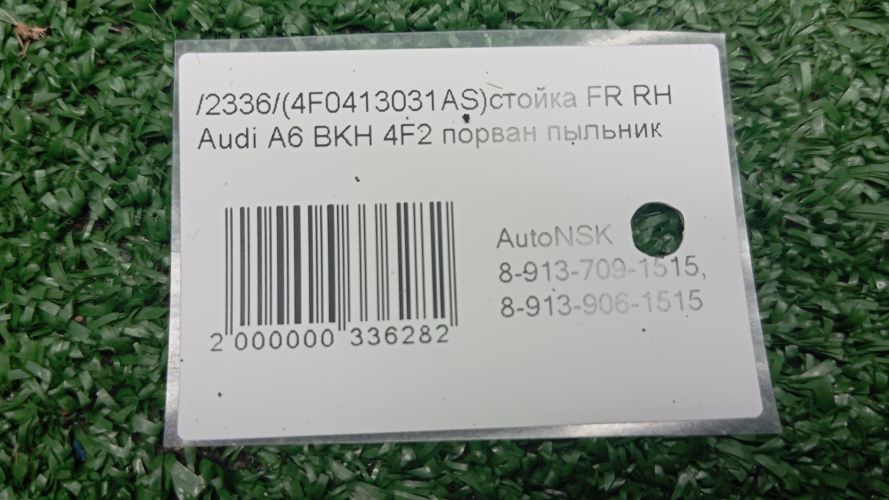 /2336/(4F0413031AS)стойка FR RH
Audi A6 BKH 4F2 порван пыльник
AutoNSK
8-913-709-1515,
8-913-906-1515
2 000000 336282